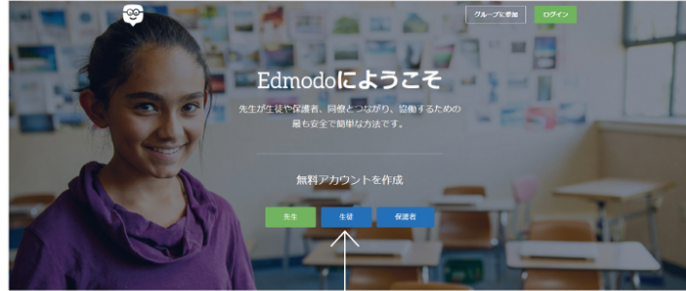 グループに参加
ログイン
Edmodoにようこそ
先生が生徒や保護者、同僚とつながり、協働するための
最も安全で簡単な方法です。
無料アカウントを作成
先生
生徒
保護者